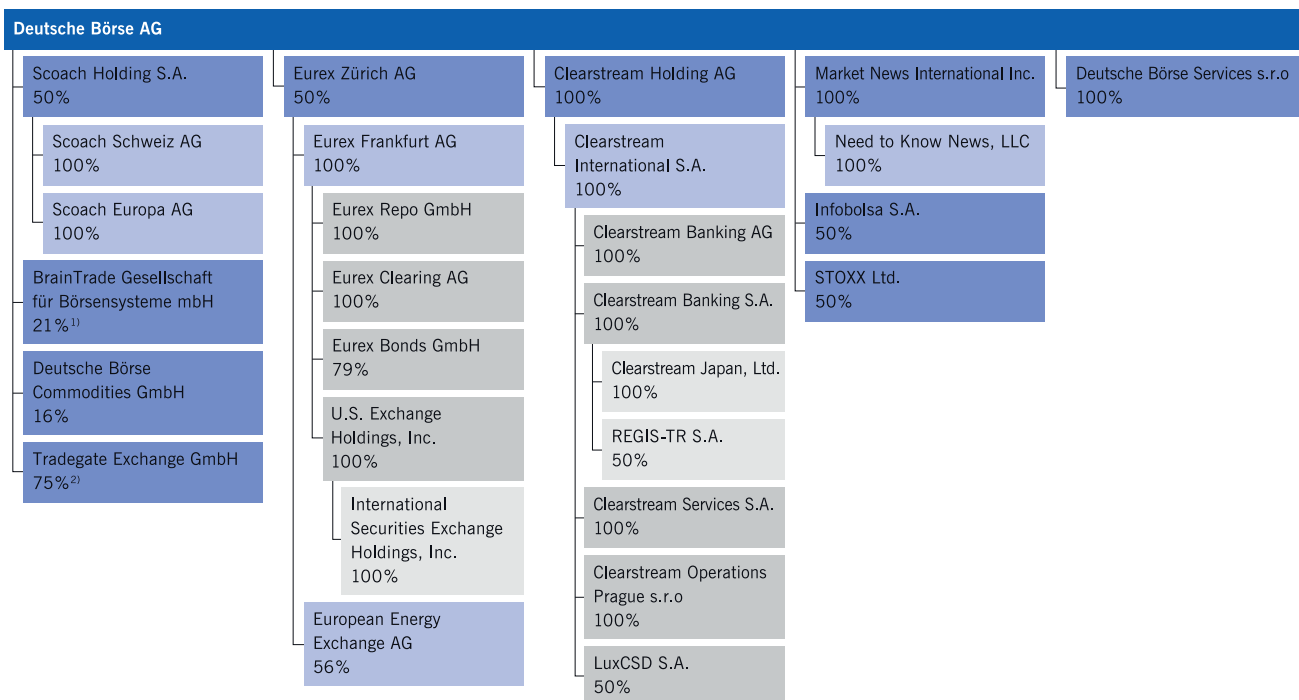 Deutsche Börse AG
Scoach Holding S.A.
50%
Scoach Schweiz AG
100%
Scoach Europa AG
100%
BrainTrade Gesellschaft
für Börsensysteme mbH
21%1)
Deutsche Börse
Commodities GmbH
16%
Tradegate Exchange GmbH
75%2)
Eurex Zürich AG
50%
Eurex Frankfurt AG
100%
Eurex Repo GmbH
100%
Eurex Clearing AG
100%
Eurex Bonds GmbH
79%
U.S. Exchange
Holdings, Inc.
100%
International
Securities Exchange
Holdings, Inc.
100%
European Energy
Exchange AG
56%
Clearstream Holding AG
100%
Clearstream
International S.A.
100%
Clearstream Banking AG
100%
Clearstream Banking S.A.
100%
Clearstream Japan, Ltd.
100%
REGIS-TR S.A.
50%
Clearstream Services S.A.
100%
Clearstream Operations
Prague s.r.o
100%
LuxCSD S.A.
50%
Market News International Inc.
100%
Need to Know News, LLC
100%
Infobolsa S.A.
50%
STOXX Ltd.
50%
Deutsche Börse Services s.r.o
100%